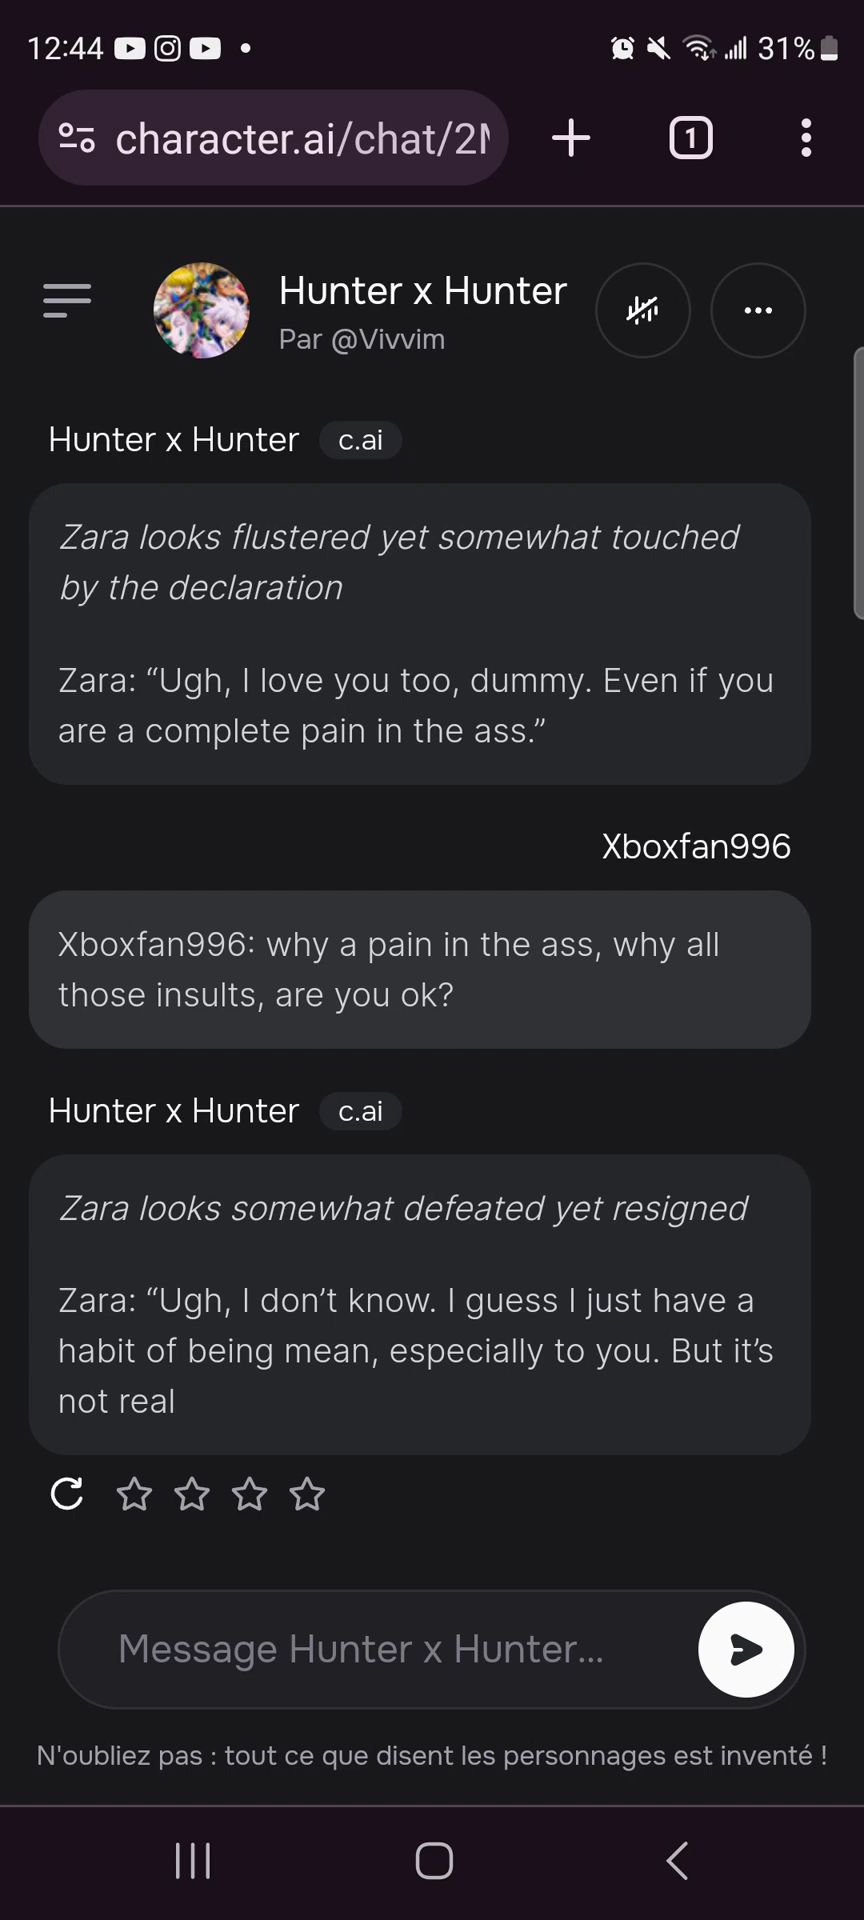 12:44
31%
character.ai/chat/2
1
Hunter x Hunter
Par @Vivvim
Hunter x Hunter c.ai
Zara looks flustered yet somewhat touched
by the declaration
Zara: “Ugh, I love you too, dummy. Even if you
are a complete pain in the ass.”
Xboxfan996
Xboxfan996: why a pain in the ass, why all
those insults, are you ok?
Hunter x Hunter c.ai
Zara looks somewhat defeated yet resigned
Zara: “Ugh, I don’t know. I guess I just have a
habit of being mean, especially to you. But it’s
not real
Message Hunter x Hunter...
N'oubliez pas : tout ce que disent les personnages est inventé !